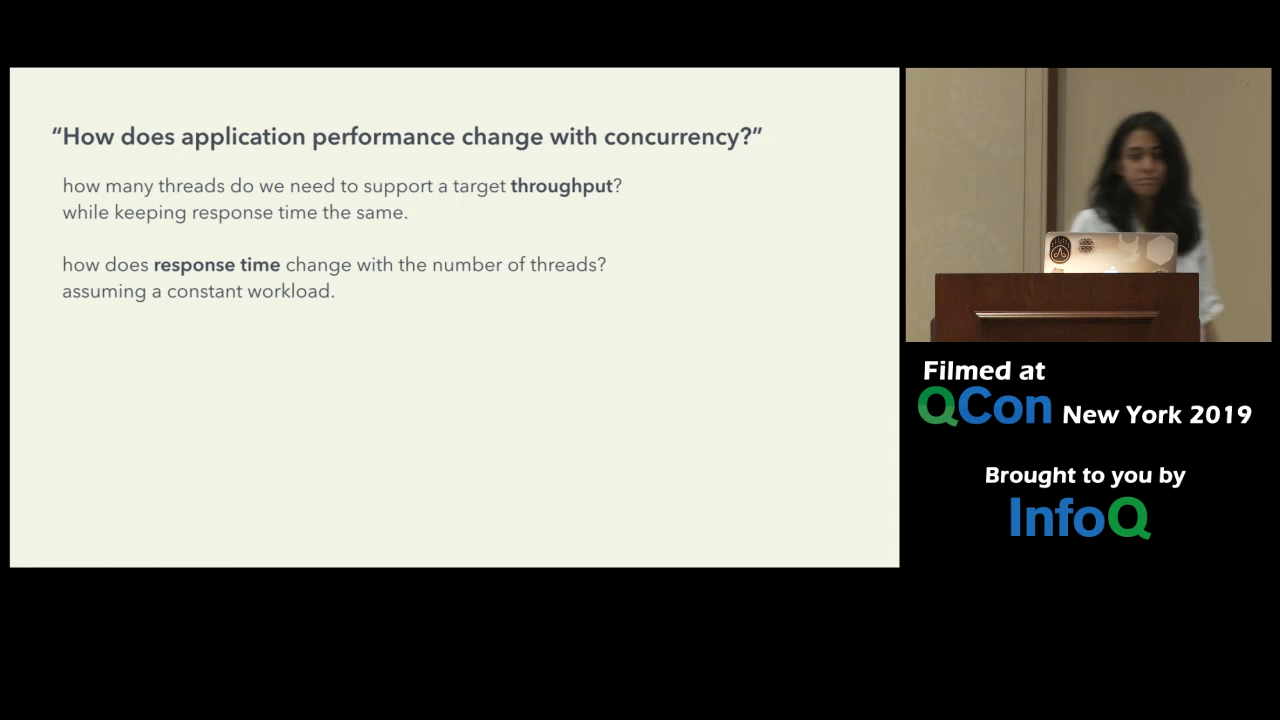 “How does application performance change with concurrency?”
how many threads do we need to support a target throughput?
while keeping response time the same.
how does response time change with the number of threads?
assuming a constant workload.
Filmed at
QCon New York 2019
Brought to you by
InfoQ